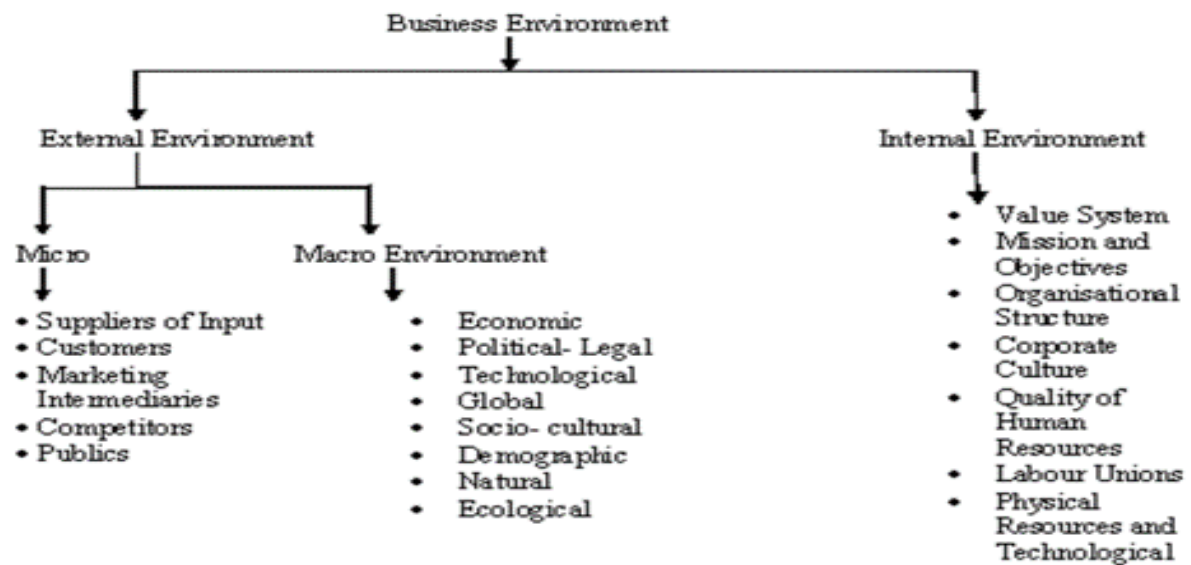 Business Environment
External Environment
Internal Environment
Micro
Macro Environment
• Suppliers of Input
• Customers
• Marketing
Intermediaries
• Competitors
• Publics
• Economic
• Political- Legal
• Technological
• Global
• Socio- cultural
• Demographic
• Natural
• Ecological
• Value System
• Mission and
Objectives
• Organisational
Structure
• Corporate
Culture
• Quality of
Human
Resources
• Labour Unions
• Physical
Resources and
Technological